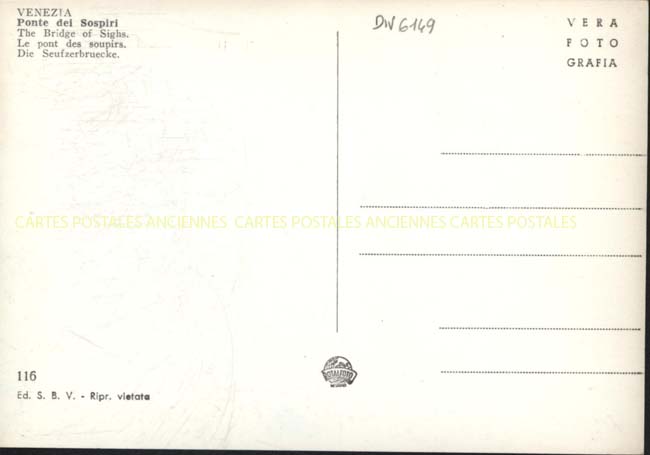 VENEZIA
Ponte dei Sospiri
The Bridge of Sighs.
Le pont des soupirs.
Die Seufzerbruecke.
DIV 6149
VERA
FOTO
GRAFIA
CARTES POSTALES ANCIENNES CARTES POSTALES ANCIENNES CARTES POSTALES
116
Ed. S. B. V. - Ripr. vietata